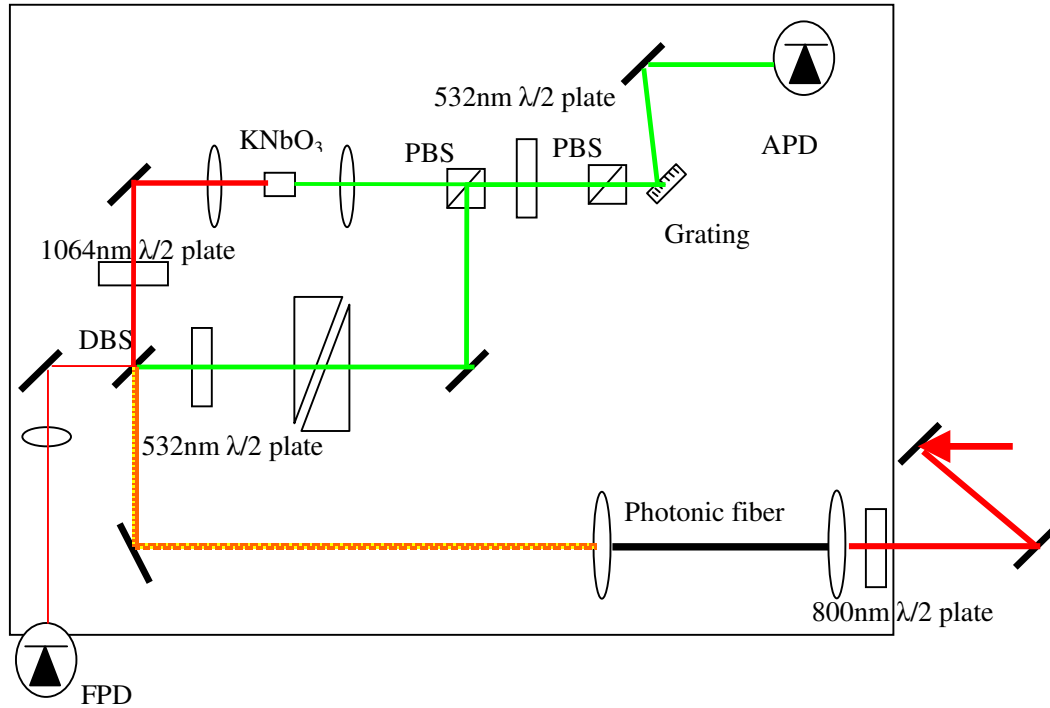 532nm λ/2 plate
KNbO₃
PBS
PBS
APD
Grating
1064nm λ/2 plate
DBS
532nm λ/2 plate
Photonic fiber
800nm λ/2 plate
FPD